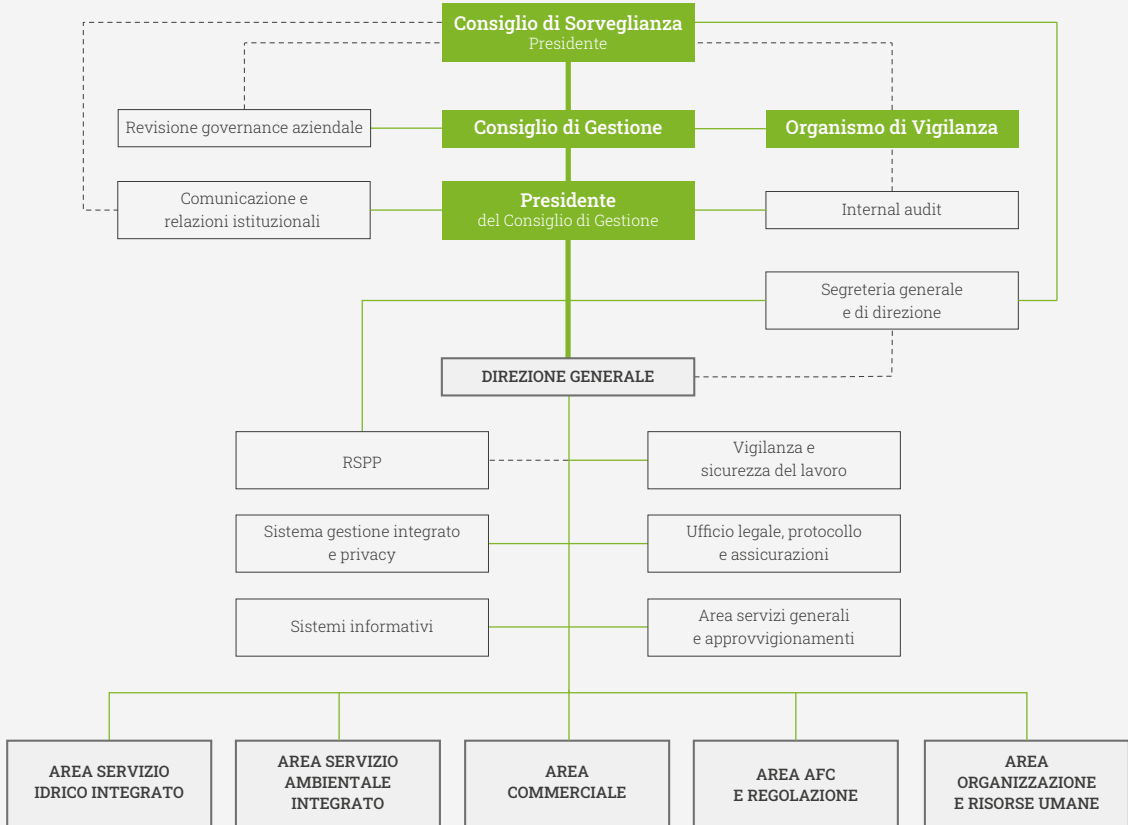 Consiglio di Sorveglianza
Presidente
Revisione governance aziendale
Consiglio di Gestione
Organismo di Vigilanza
Comunicazione e
relazioni istituzionali
Presidente
del Consiglio di Gestione
Internal audit
Segreteria generale
e di direzione
DIREZIONE GENERALE
RSPP
Vigilanza e
sicurezza del lavoro
Sistema gestione integrato
e privacy
Ufficio legale, protocollo
e assicurazioni
Sistemi informativi
Area servizi generali
e approvvigionamenti
AREA SERVIZIO
IDRICO INTEGRATO
AREA SERVIZIO
AMBIENTALE
INTEGRATO
AREA
COMMERCIALE
AREA AFC
E REGOLAZIONE
AREA
ORGANIZZAZIONE
E RISORSE UMANE